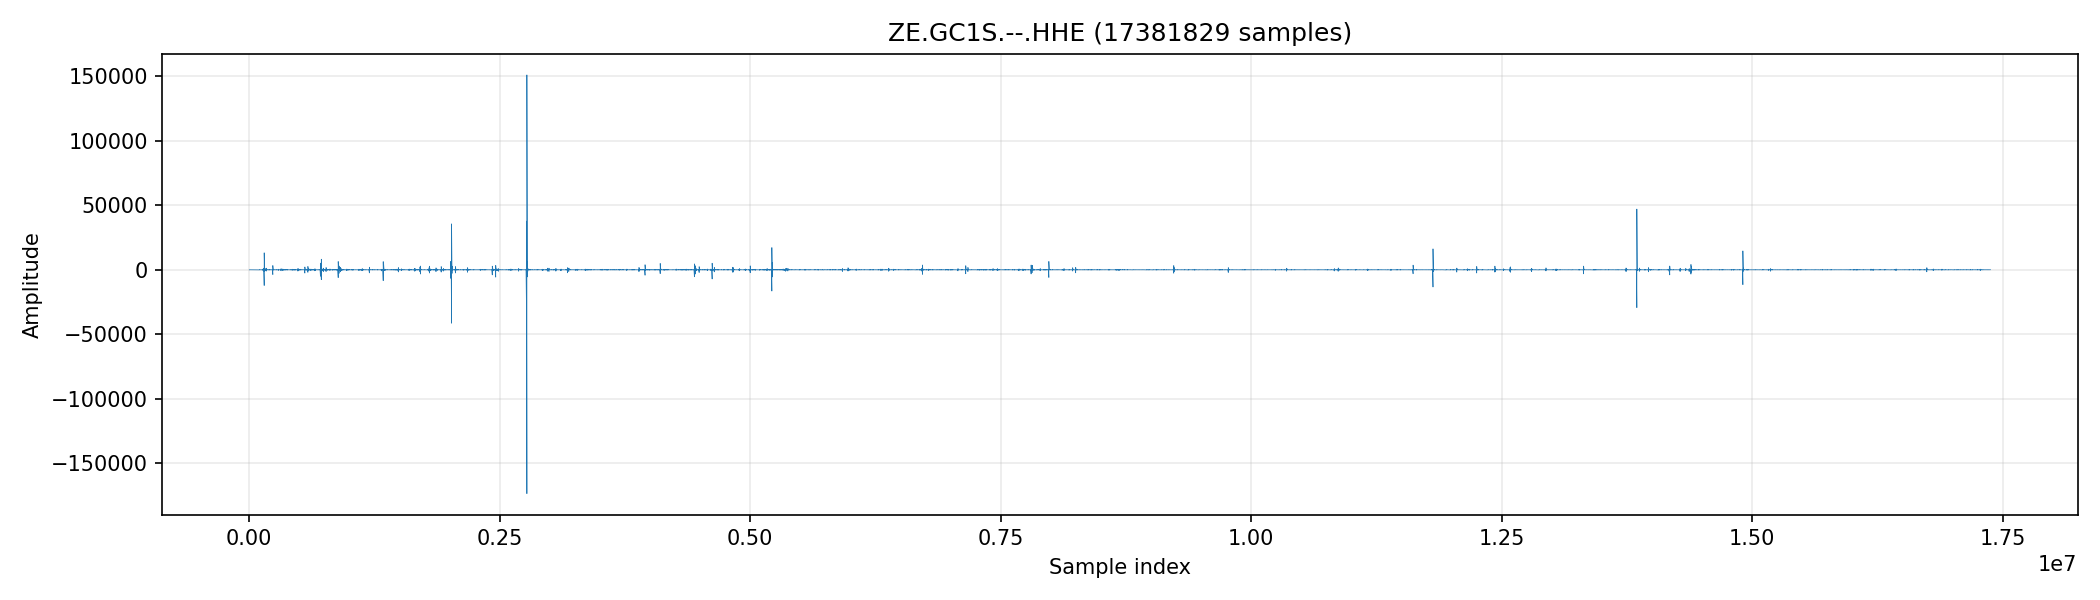 ZE.GC1S.--.HHE (17381829 samples)
150000
100000
50000
0
−50000
−100000
−150000
Amplitude
0.00 0.25 0.50 0.75 1.00 1.25 1.50 1.75
1e7
Sample index